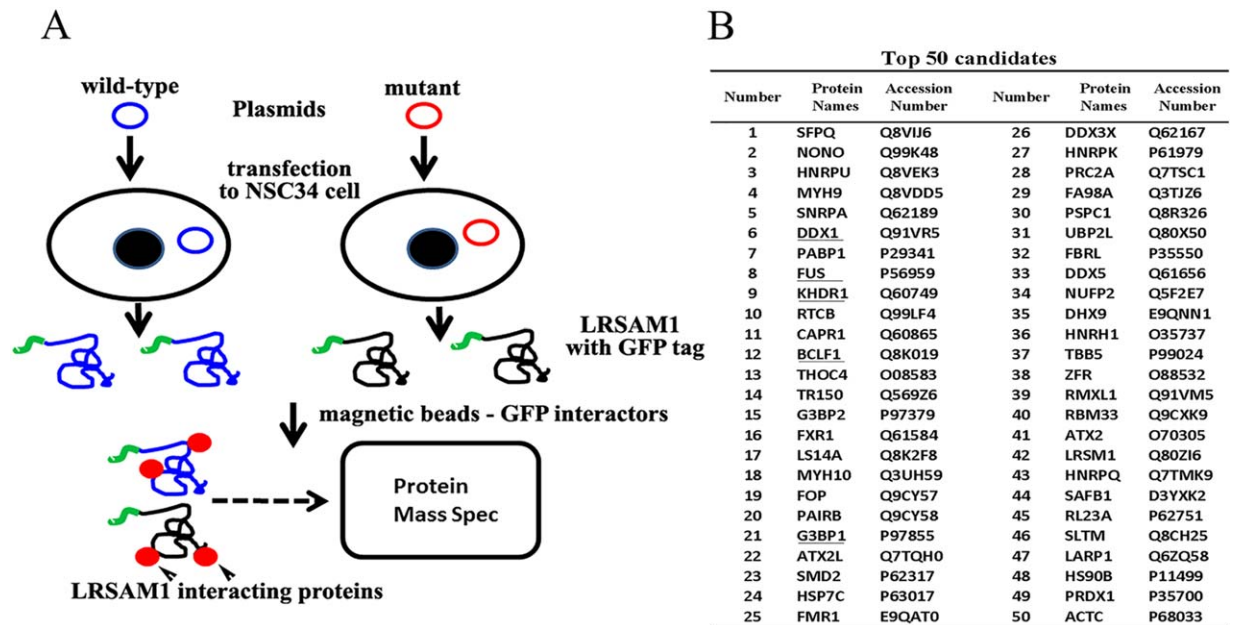 A
wild-type
Plasmids
mutant
transfection
to NSC34 cell
LRSAM1
with GFP tag
magnetic beads - GFP interactors
Protein
Mass Spec
LRSAM1 interacting proteins
B
Top 50 candidates
Number Protein Names Accession Number Number Protein Names Accession Number
1 SFPQ Q8VIJ6 26 DDX3X Q62167
2 NONO Q99K48 27 HNRPK P61979
3 HNRPU Q8VEK3 28 PRC2A Q7TSC1
4 MYH9 Q8VDD5 29 FA98A Q3TJZ6
5 SNRPA Q62189 30 PSPC1 Q8R326
6 DDX1 Q91VR5 31 UBP2L Q80X50
7 PABP1 P29341 32 FBRL P35550
8 FUS P56959 33 DDX5 Q61656
9 KHDR1 Q60749 34 NUFP2 Q5F2E7
10 RTCB Q99LF4 35 DHX9 E9QNN1
11 CAPR1 Q60865 36 HNRH1 O35737
12 BCLF1 Q8K019 37 TBB5 P99024
13 THOC4 O08583 38 ZFR O88532
14 TR150 Q569Z6 39 RMXL1 Q91VM5
15 G3BP2 P97379 40 RBM33 Q9CXK9
16 FXR1 Q61584 41 ATX2 O70305
17 LS14A Q8K2F8 42 LRSM1 Q80ZI6
18 MYH10 Q3UH59 43 HNRPQ Q7TMK9
19 FOP Q9CY57 44 SAFB1 D3YXK2
20 PAIRB Q9CY58 45 RL23A P62751
21 G3BP1 P97855 46 SLTM Q8CH25
22 ATX2L Q7TQH0 47 LARP1 Q6ZQ58
23 SMD2 P62317 48 HS90B P11499
24 HSP7C P63017 49 PRDX1 P35700
25 FMR1 E9QAT0 50 ACTC P68033